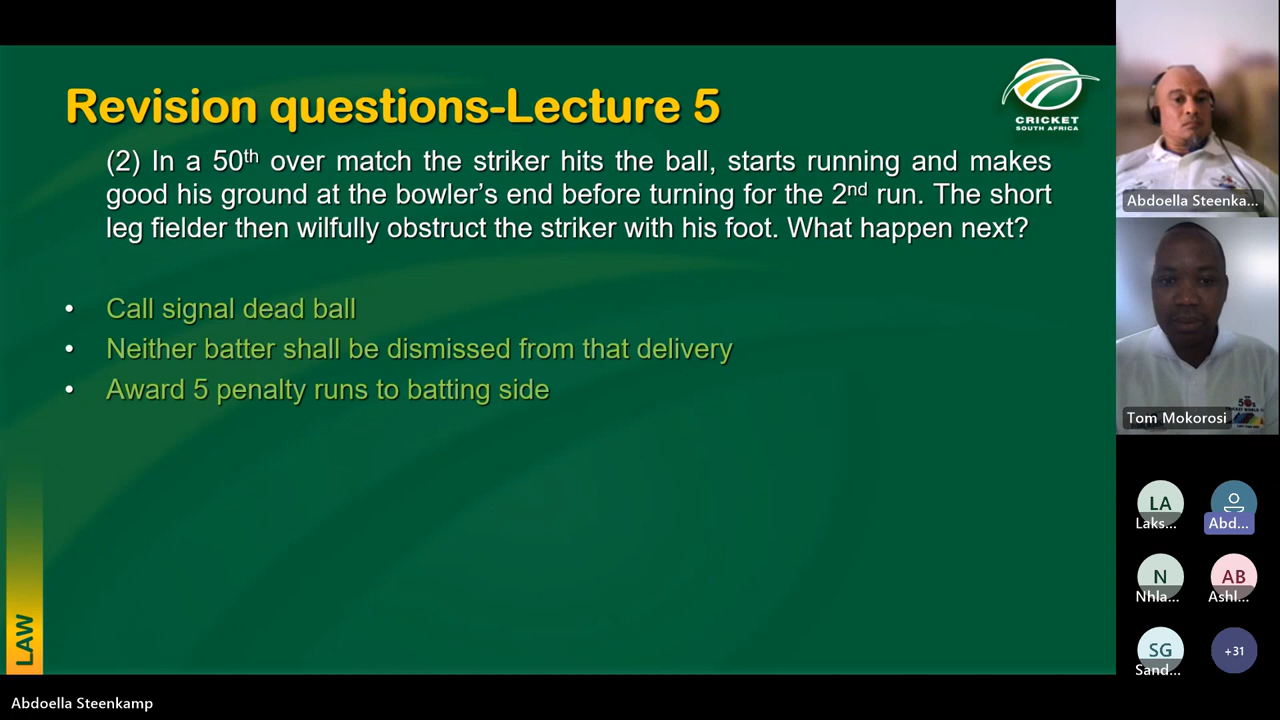 Revision questions-Lecture 5
CRICKET
SOUTH AFRICA
(2) In a 50th over match the striker hits the ball, starts running and makes
good his ground at the bowler's end before turning for the 2nd run. The short
leg fielder then wilfully obstruct the striker with his foot. What happen next?
• Call signal dead ball
• Neither batter shall be dismissed from that delivery
• Award 5 penalty runs to batting side
LAW
Abdoella Steenkamp
Abdoella Steenka...
Tom Mokorosi
LA
Laks...
Abd...
N
Nhla...
AB
Ashl...
SG
Sand...
+31